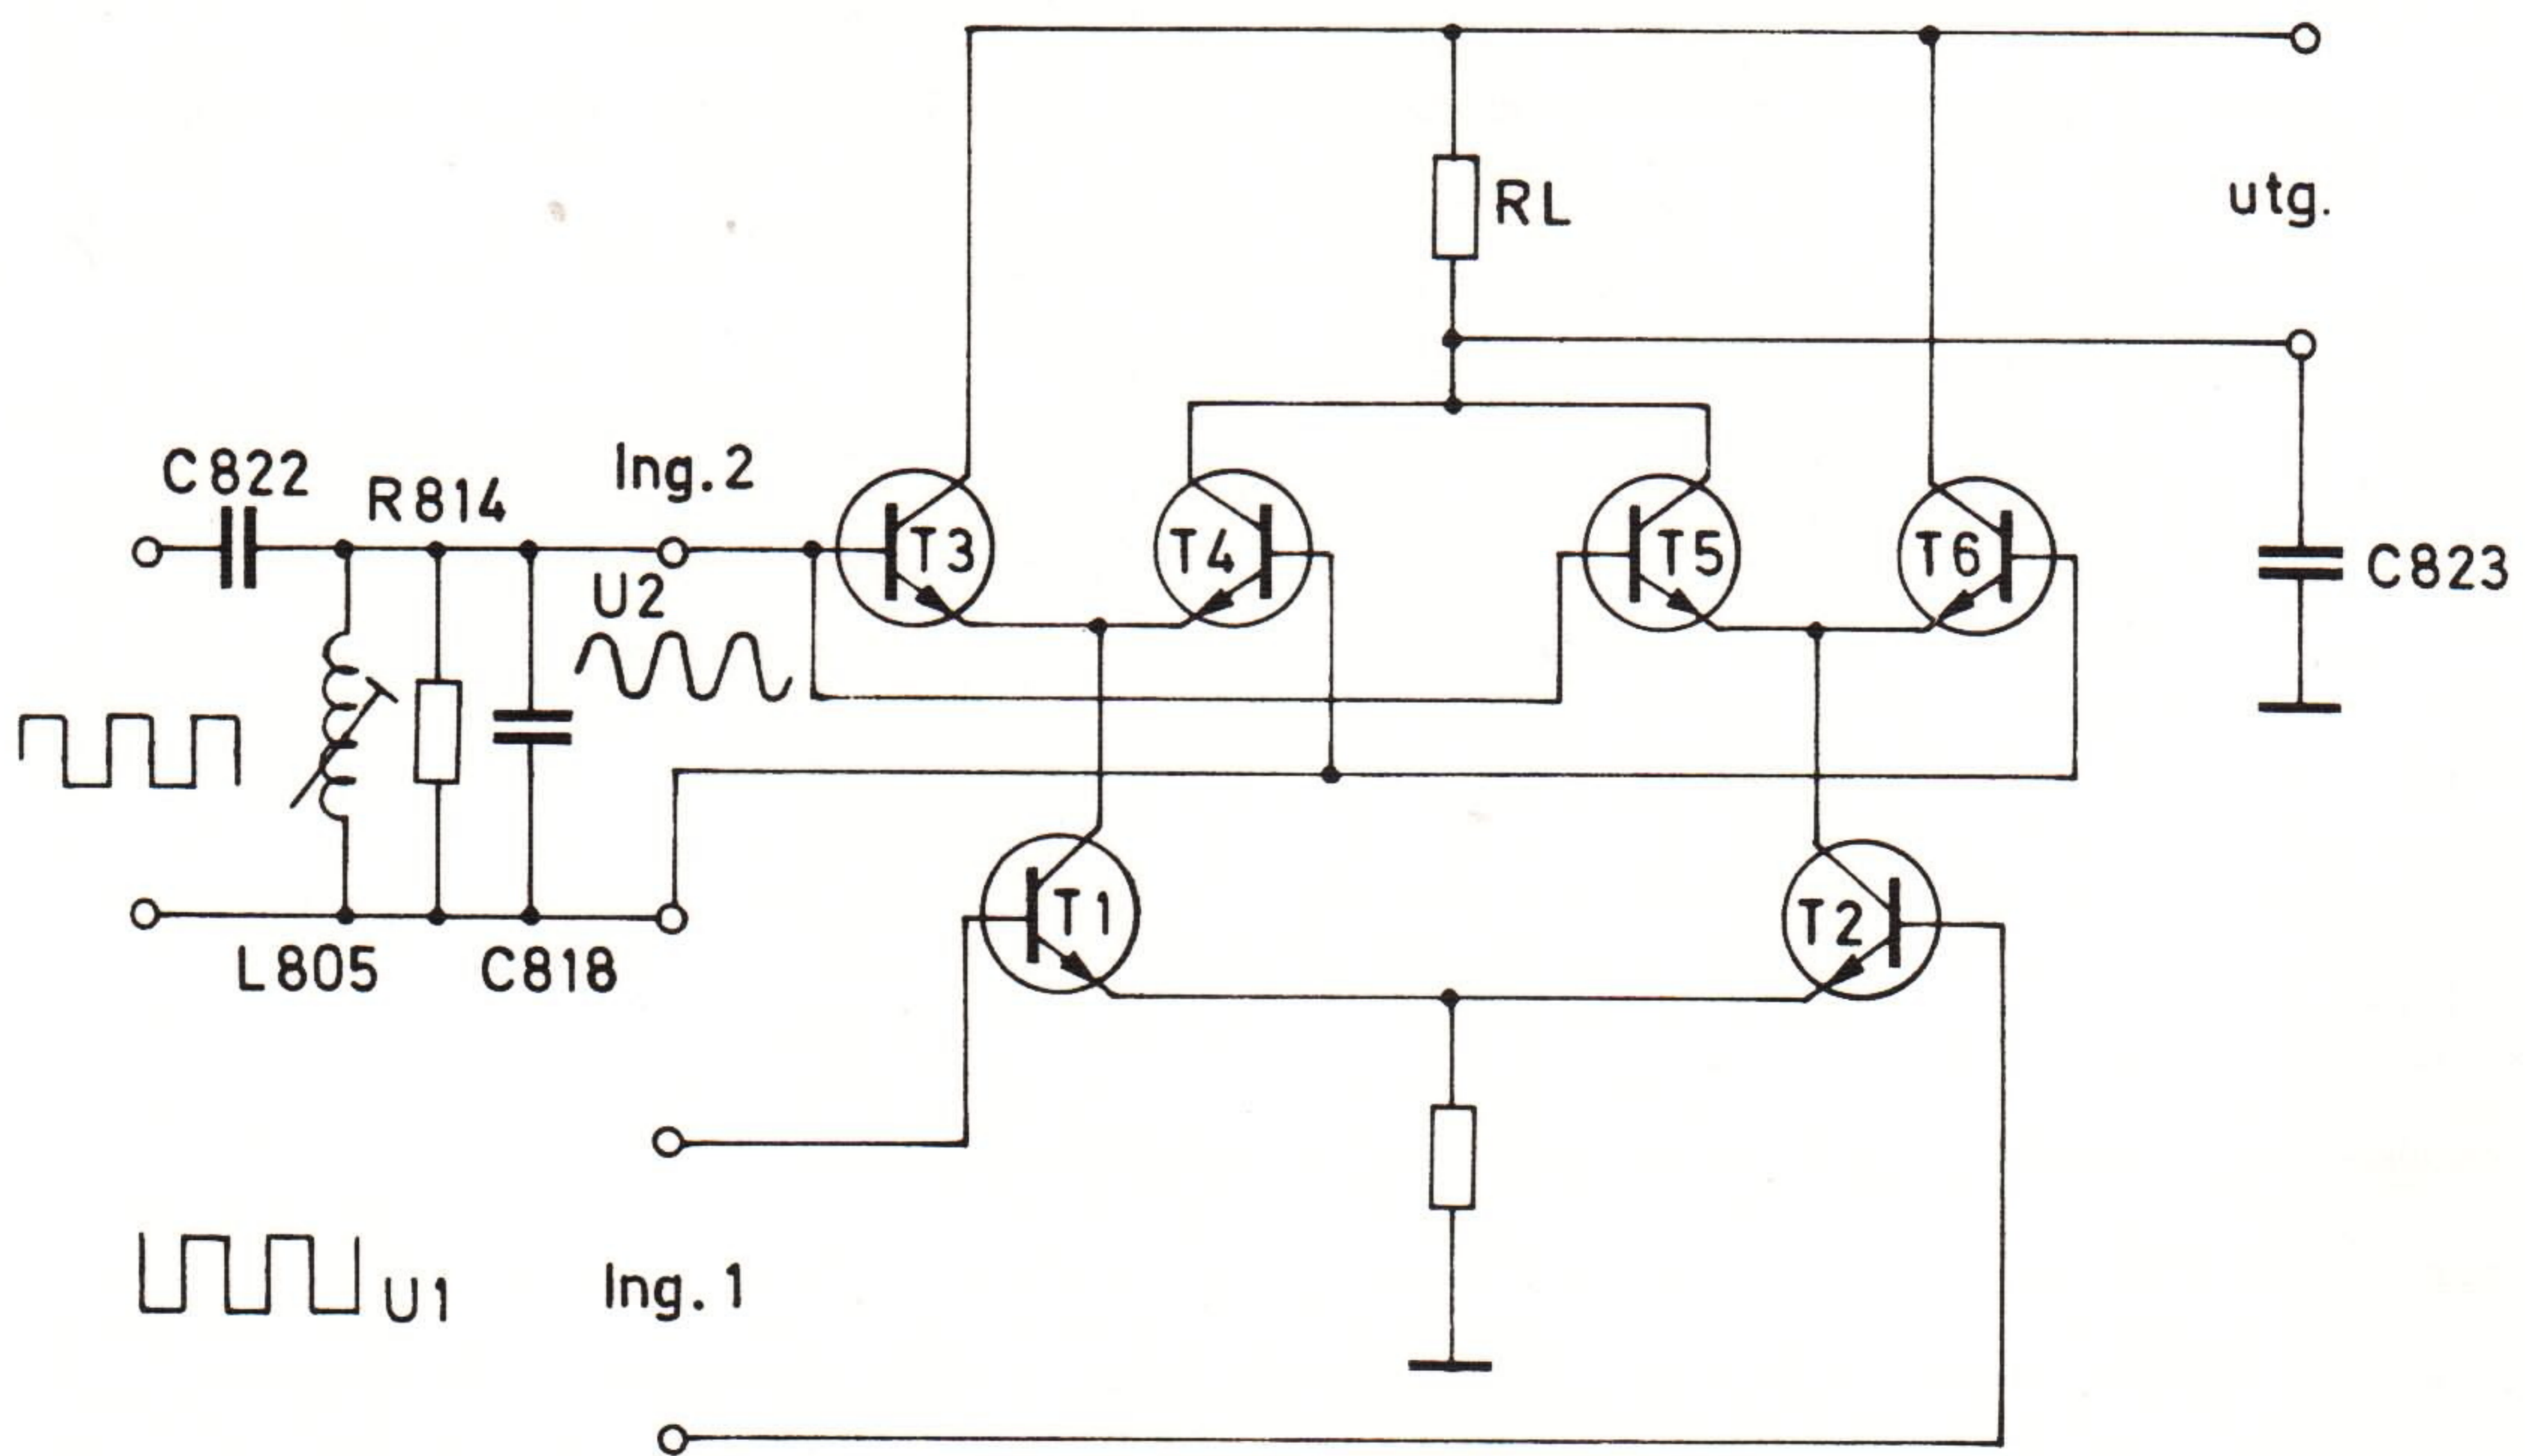 RL
utg.
C822
R814
Ing.2
U2
T3
T4
T5
T6
C823
L805
C818
T1
T2
U1
Ing.1